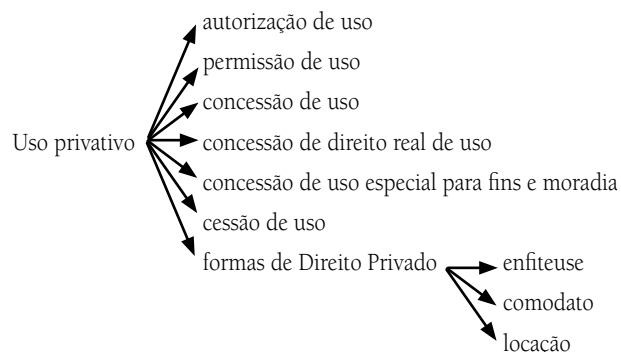 autorização de uso
permissão de uso
concessão de uso
Uso privativo
concessão de direito real de uso
concessão de uso especial para fins e moradia
cessão de uso
formas de Direito Privado
enfiteuse
comodato
locacão